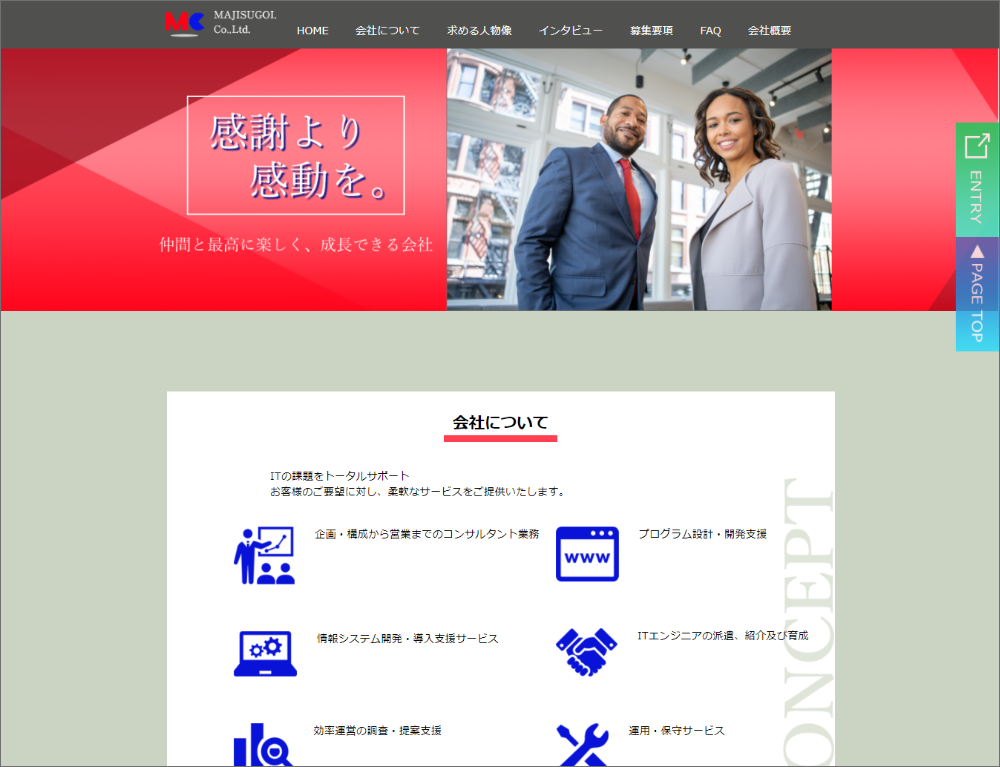 MAJISUGOL
Co.,Ltd.
HOME
会社について
求める人物像
インタビュー
募集要項
FAQ
会社概要
感謝より
感動を。
仲間と最高に楽しく、成長できる会社
ENTRY
◀PAGE TOP
会社について
ITの課題をトータルサポート
お客様のご要望に対し、柔軟なサービスをご提供いたします。
企画・構成から営業までのコンサルタント業務
www
プログラム設計・開発支援
情報システム開発・導入支援サービス
ITエンジニアの派遣、紹介及び育成
効率運営の調査・提案支援
運用・保守サービス
ONCEPT